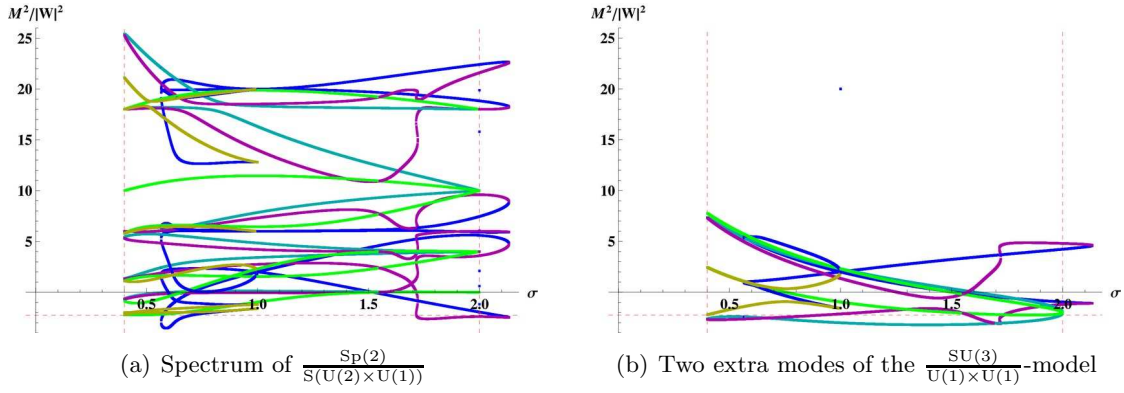 M²/|W|²
25
20
15
10
5
0.5 1.0 1.5 2.0 σ
(a) Spectrum of Sp(2)/S(U(2)×U(1))
M²/|W|²
25
20
15
10
5
0.5 1.0 1.5 2.0 σ
(b) Two extra modes of the SU(3)/U(1)×U(1)-model